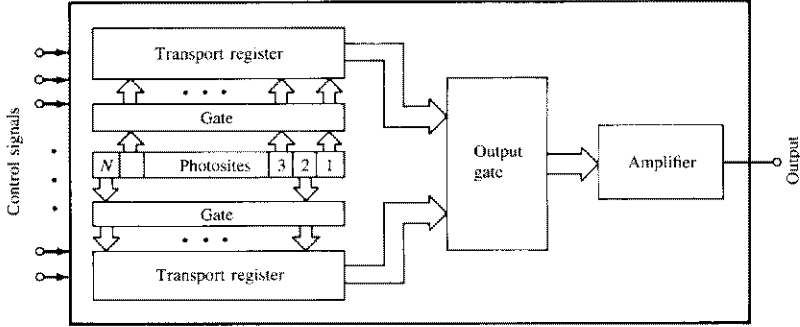 Transport register
Gate
N Photosites 3 2 1
Gate
Transport register
Control signals
Output
gate
Amplifier
Output